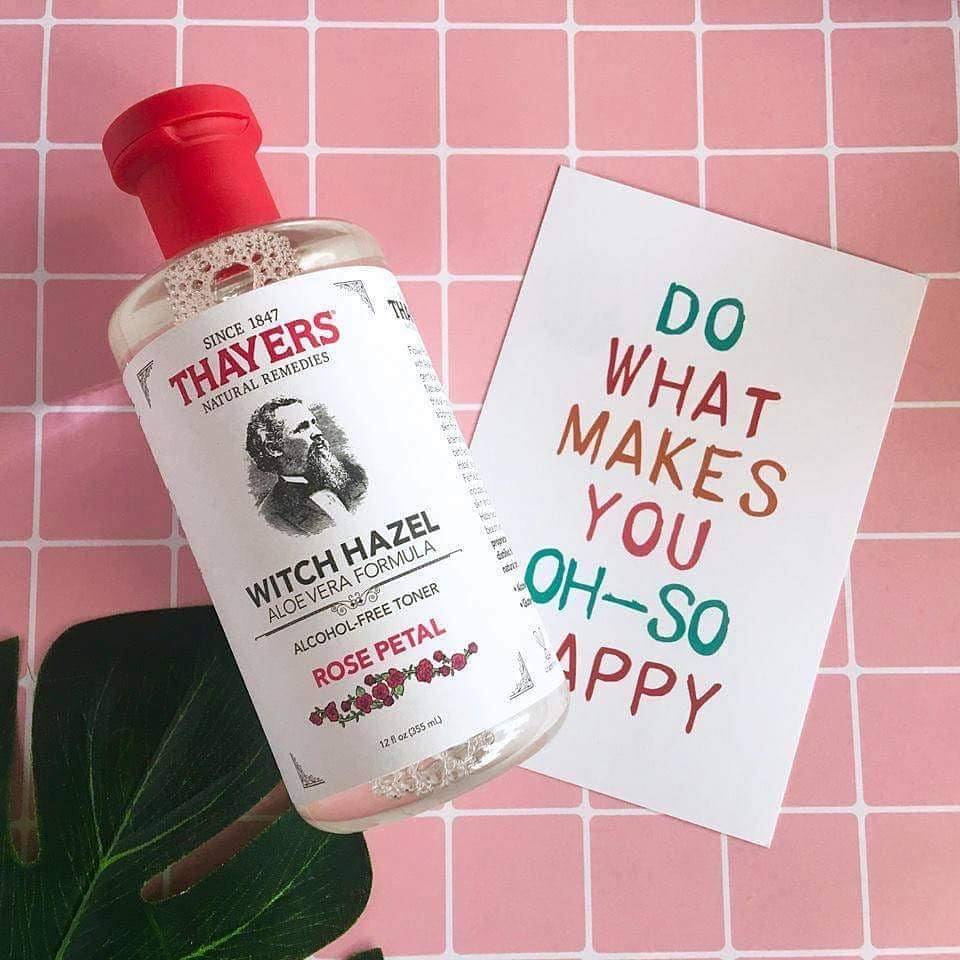 SINCE 1847
THAYERS
NATURAL REMEDIES
WITCH HAZEL
ALOE VERA FORMULA
ALCOHOL-FREE TONER
ROSE PETAL
12 fl oz (355 mL)
DO
WHAT
MAKES
YOU
OH-SO
APPY